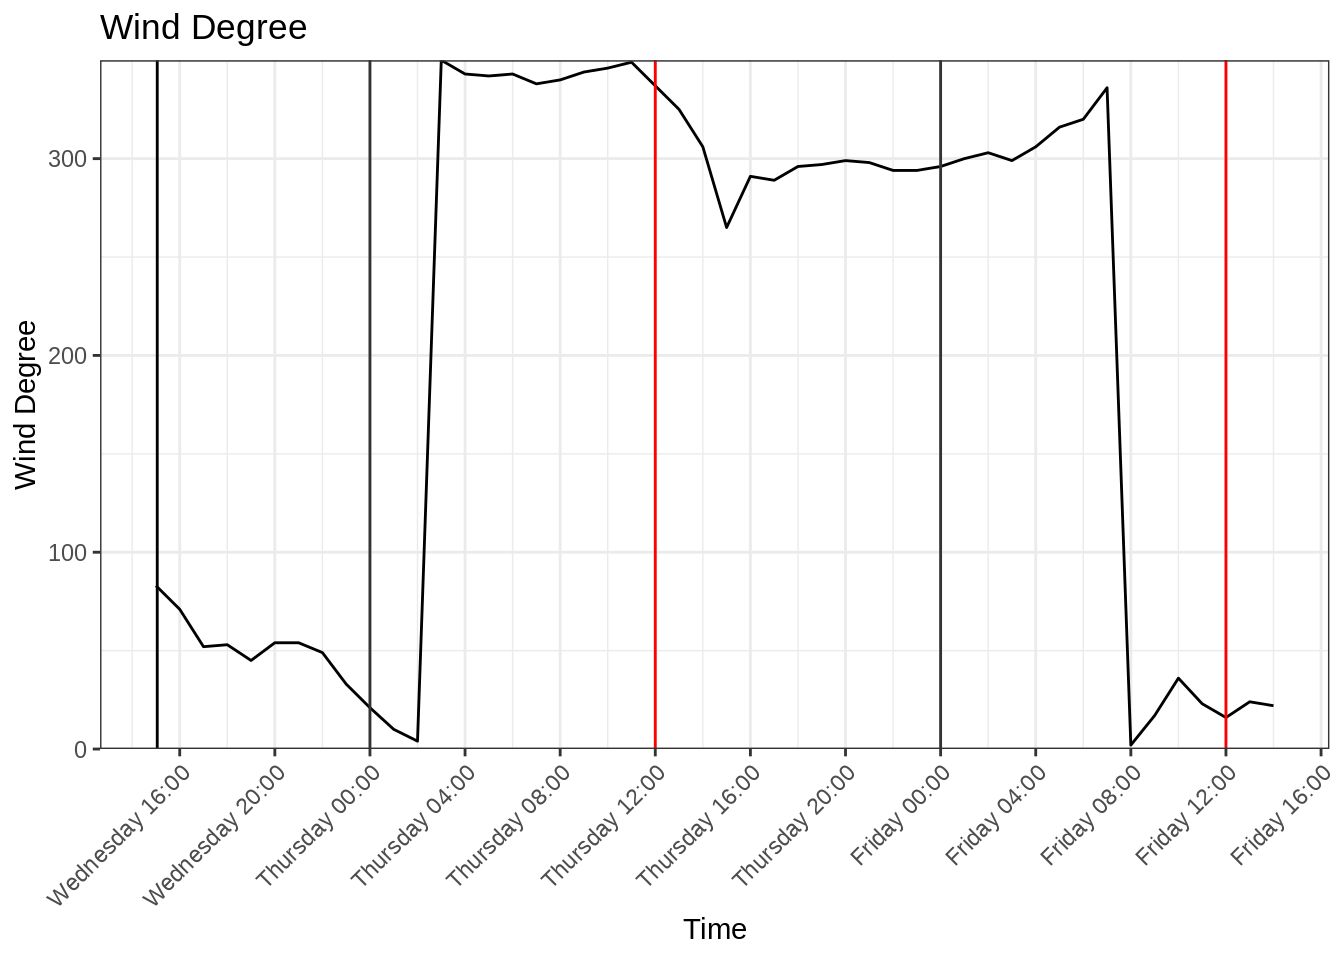 Wind Degree
Wind Degree
300
200
100
0
Wednesday 16:00
Wednesday 20:00
Thursday 00:00
Thursday 04:00
Thursday 08:00
Thursday 12:00
Thursday 16:00
Thursday 20:00
Friday 00:00
Friday 04:00
Friday 08:00
Friday 12:00
Friday 16:00
Time